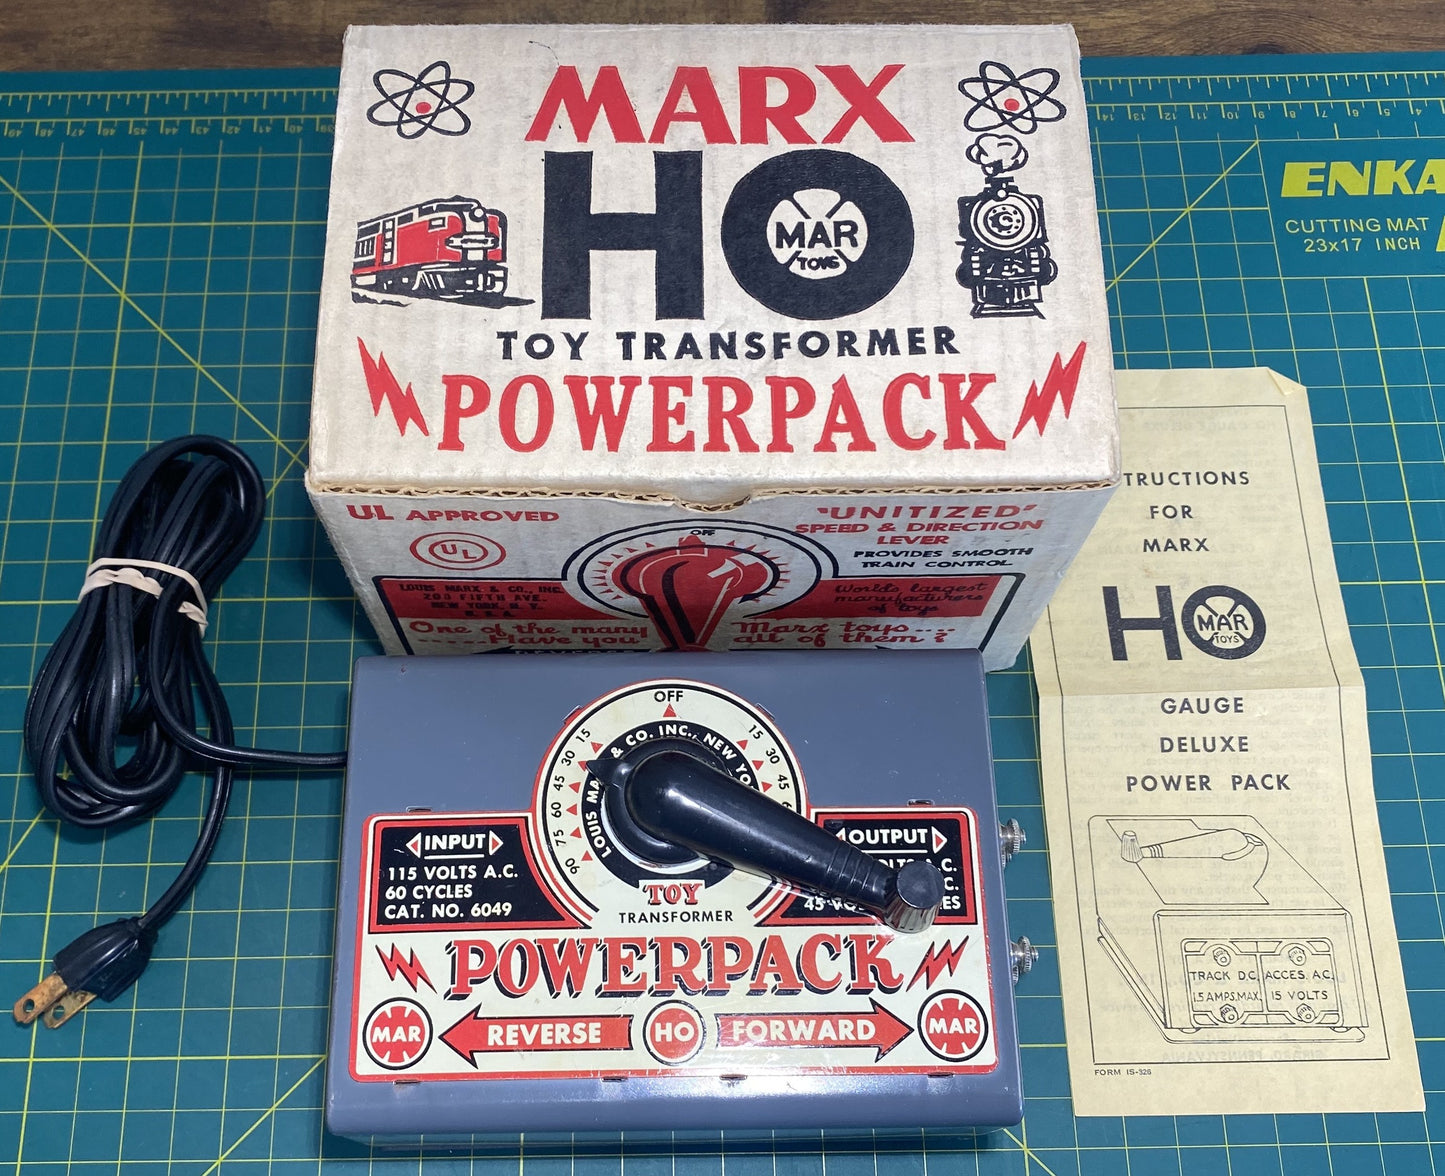 MARX
HO
MAR
TOYS
TOY TRANSFORMER
POWERPACK
UL APPROVED
UL
OFF
"UNITIZED"
SPEED & DIRECTION
LEVER
PROVIDES SMOOTH
TRAIN CONTROL
LOUIS MARX & CO., INC.
200 FIFTH AVE.
NEW YORK, N. Y.
World's largest
manufacturers
of toys
One of the many Marx toys....
....Have you all of them?
ENKA
CUTTING MAT
23x17 INCH
TRUCTIONS
FOR
MARX
HO
MAR
TOYS
GAUGE
DELUXE
POWER PACK
TRACK D.C. ACCES. A.C.
1.5 AMPS.MAX. 15 VOLTS
FORM IS-326
OFF
15 30 45 60 75 90
15 30 45
LOUIS MA & CO. INC., NEW YO
INPUT
115 VOLTS A.C.
60 CYCLES
CAT. NO. 6049
OUTPUT
VOLTS A.C.
45 VO
TOY
TRANSFORMER
POWERPACK
MAR
REVERSE
HO
FORWARD
MAR